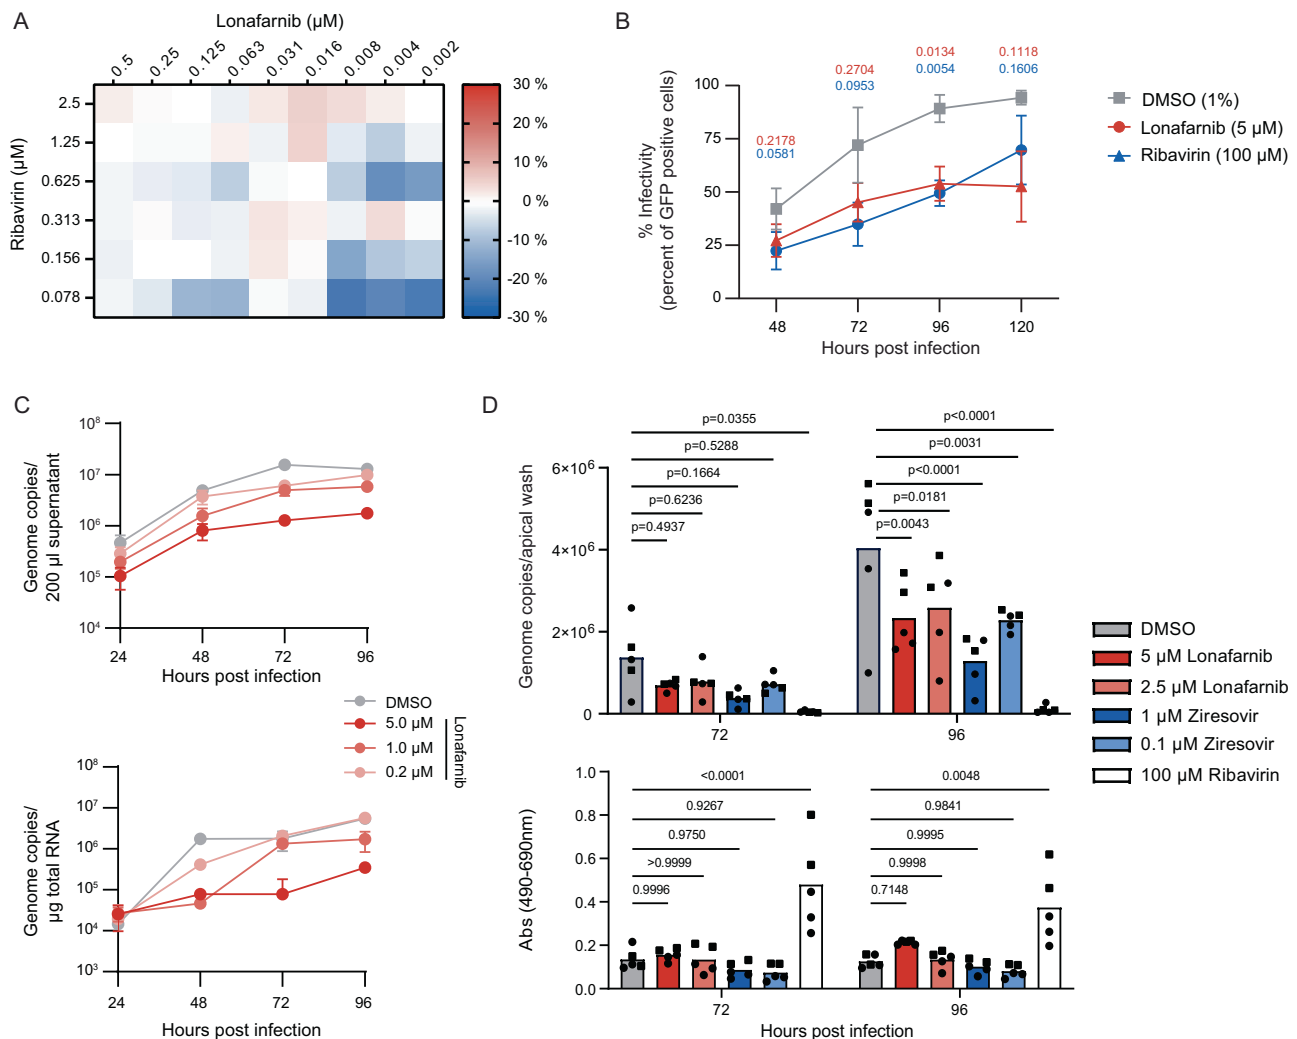 A
Lonafarnib (µM)
0.5 0.25 0.125 0.063 0.031 0.016 0.008 0.004 0.002
Ribavirin (µM)
2.5
1.25
0.625
0.313
0.156
0.078
30 %
20 %
10 %
0 %
-10 %
-20 %
-30 %
B
0.2178
0.0581
0.2704
0.0953
0.0134
0.0054
0.1118
0.1606
% Infectivity
(percent of GFP positive cells)
100
75
50
25
0
48 72 96 120
Hours post infection
DMSO (1%)
Lonafarnib (5 µM)
Ribavirin (100 µM)
C
Genome copies/
200 µl supernatant
10⁸
10⁷
10⁶
10⁵
10⁴
24 48 72 96
Hours post infection
DMSO
5.0 µM
1.0 µM
0.2 µM
Lonafarnib
Genome copies/
µg total RNA
10⁸
10⁷
10⁶
10⁵
10⁴
10³
24 48 72 96
Hours post infection
D
Genome copies/apical wash
6×10⁶
4×10⁶
2×10⁶
0
p=0.0355
p=0.5288
p=0.1664
p=0.6236
p=0.4937
p<0.0001
p=0.0031
p<0.0001
p=0.0181
p=0.0043
72 96
Abs (490-690nm)
1.0
0.8
0.6
0.4
0.2
0.0
<0.0001
0.9267
0.9750
>0.9999
0.9996
0.0048
0.9841
0.9995
0.9998
0.7148
72 96
Hours post infection
DMSO
5 µM Lonafarnib
2.5 µM Lonafarnib
1 µM Ziresovir
0.1 µM Ziresovir
100 µM Ribavirin